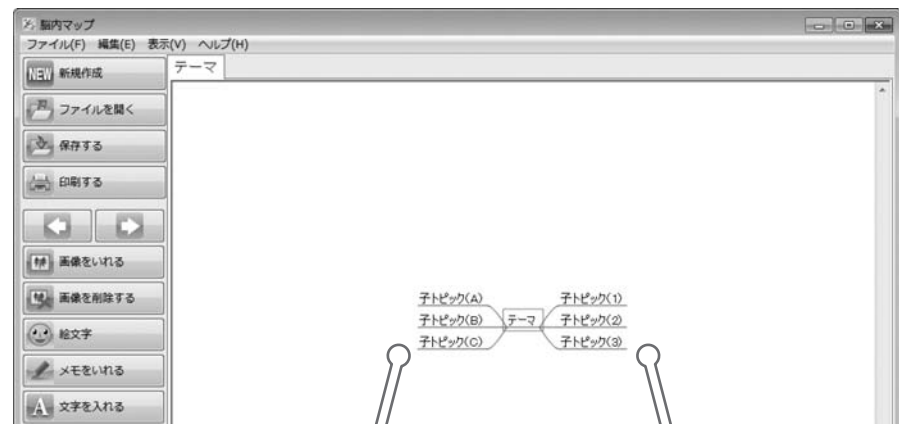 脳内マップ
ファイル(F) 編集(E) 表示(V) ヘルプ(H)
NEW 新規作成
ファイルを開く
保存する
印刷する
画像をいれる
画像を削除する
絵文字
メモをいれる
A 文字を入れる
テーマ
子トピック(A)
子トピック(B)
子トピック(C)
テーマ
子トピック(1)
子トピック(2)
子トピック(3)